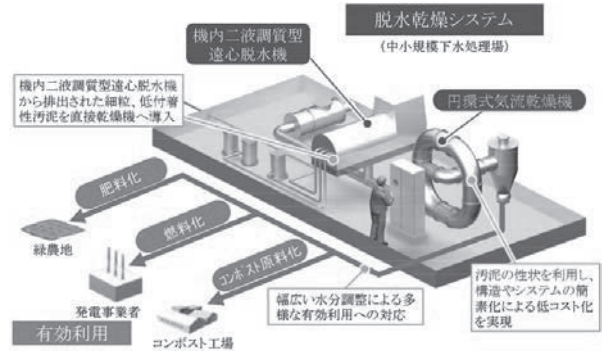 脱水乾燥システム
(中小規模下水処理場)
機内二液調質型
遠心脱水機
機内二液調質型遠心脱水機
から排出された細粒、低付着
性汚泥を直接乾燥機へ導入
円環式気流乾燥機
肥料化
緑農地
燃料化
発電事業者
コンポスト原料化
コンポスト工場
有効利用
幅広い水分調整による多
様な有効利用への対応
汚泥の性状を利用し、
構造やシステムの簡
素化による低コスト化
を実現